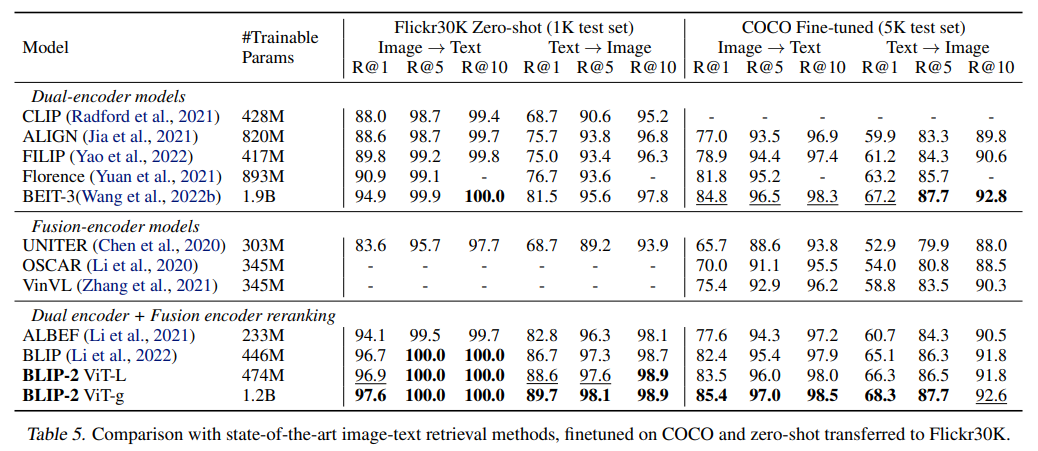 Model #Trainable Params Flickr30K Zero-shot (1K test set) COCO Fine-tuned (5K test set)
Image → Text Text → Image Image → Text Text → Image
R@1 R@5 R@10 R@1 R@5 R@10 R@1 R@5 R@10 R@1 R@5 R@10
Dual-encoder models
CLIP (Radford et al., 2021) 428M 88.0 98.7 99.4 68.7 90.6 95.2 - - - - - -
ALIGN (Jia et al., 2021) 820M 88.6 98.7 99.7 75.7 93.8 96.8 77.0 93.5 96.9 59.9 83.3 89.8
FILIP (Yao et al., 2022) 417M 89.8 99.2 99.8 75.0 93.4 96.3 78.9 94.4 97.4 61.2 84.3 90.6
Florence (Yuan et al., 2021) 893M 90.9 99.1 - 76.7 93.6 - 81.8 95.2 - 63.2 85.7 -
BEIT-3(Wang et al., 2022b) 1.9B 94.9 99.9 100.0 81.5 95.6 97.8 84.8 96.5 98.3 67.2 87.7 92.8
Fusion-encoder models
UNITER (Chen et al., 2020) 303M 83.6 95.7 97.7 68.7 89.2 93.9 65.7 88.6 93.8 52.9 79.9 88.0
OSCAR (Li et al., 2020) 345M - - - - - - 70.0 91.1 95.5 54.0 80.8 88.5
VinVL (Zhang et al., 2021) 345M - - - - - - 75.4 92.9 96.2 58.8 83.5 90.3
Dual encoder + Fusion encoder reranking
ALBEF (Li et al., 2021) 233M 94.1 99.5 99.7 82.8 96.3 98.1 77.6 94.3 97.2 60.7 84.3 90.5
BLIP (Li et al., 2022) 446M 96.7 100.0 100.0 86.7 97.3 98.7 82.4 95.4 97.9 65.1 86.3 91.8
BLIP-2 ViT-L 474M 96.9 100.0 100.0 88.6 97.6 98.9 83.5 96.0 98.0 66.3 86.5 91.8
BLIP-2 ViT-g 1.2B 97.6 100.0 100.0 89.7 98.1 98.9 85.4 97.0 98.5 68.3 87.7 92.6
Table 5. Comparison with state-of-the-art image-text retrieval methods, finetuned on COCO and zero-shot transferred to Flickr30K.